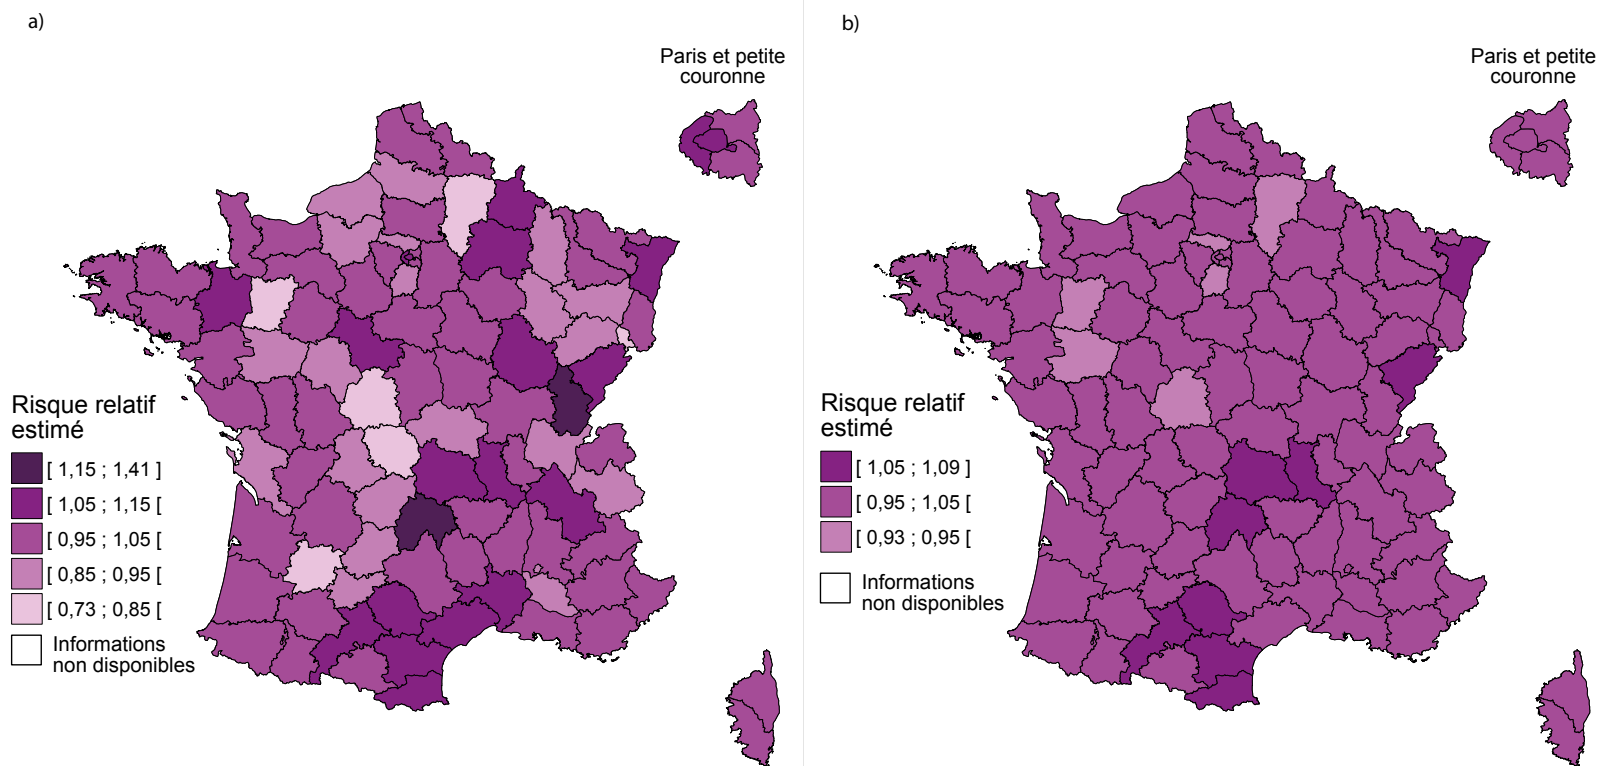 a)
Paris et petite
couronne
Risque relatif
estimé
[ 1,15 ; 1,41 ]
[ 1,05 ; 1,15 [
[ 0,95 ; 1,05 [
[ 0,85 ; 0,95 [
[ 0,73 ; 0,85 [
Informations
non disponibles
b)
Paris et petite
couronne
Risque relatif
estimé
[ 1,05 ; 1,09 ]
[ 0,95 ; 1,05 [
[ 0,93 ; 0,95 [
Informations
non disponibles